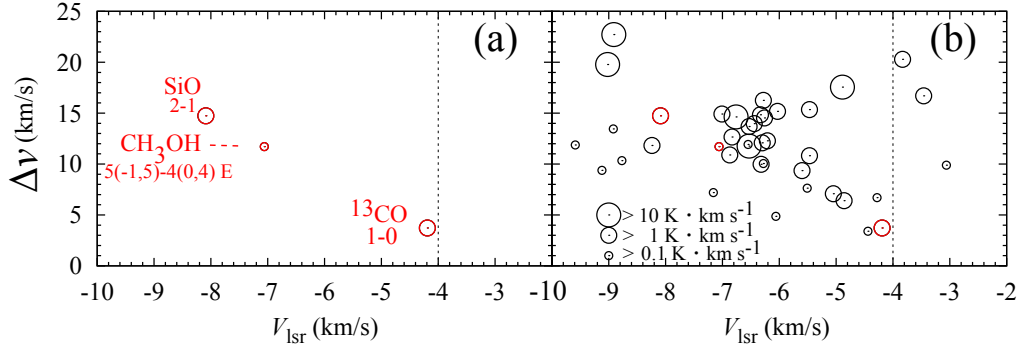 25
20
15
10
5
0
Δν (km/s)
(a)
SiO
2-1
CH3OH
5(-1,5)-4(0,4) E
13CO
1-0
-10 -9 -8 -7 -6 -5 -4 -3 -10
Vlsr (km/s)
(b)
> 10 K・km s-1
> 1 K・km s-1
> 0.1 K・km s-1
-9 -8 -7 -6 -5 -4 -3 -2
Vlsr (km/s)